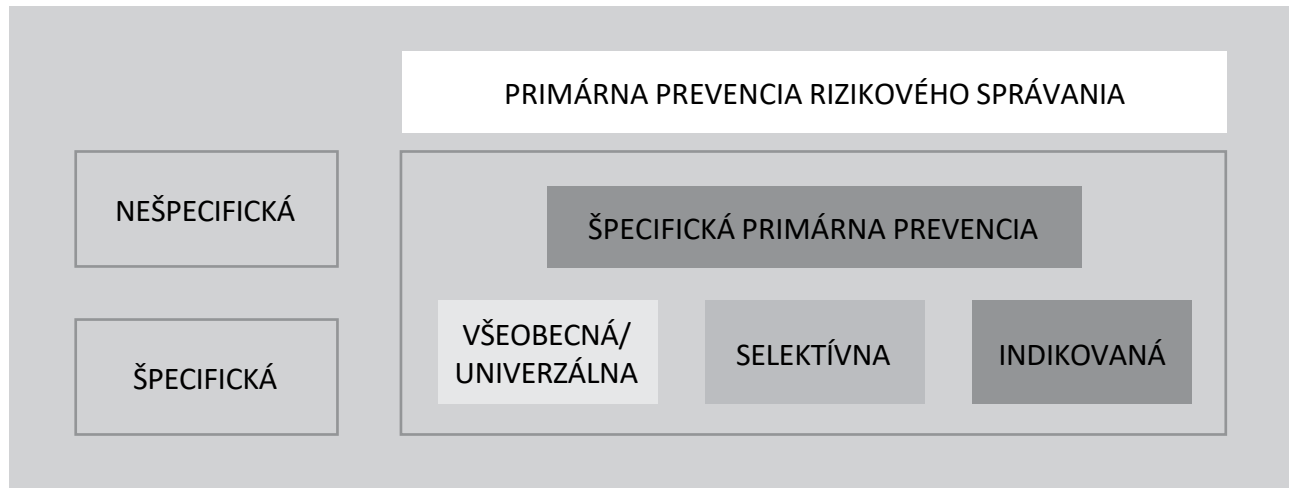 PRIMÁRNA PREVENCIA RIZIKOVÉHO SPRÁVANIA
NEŠPECIFICKÁ
ŠPECIFICKÁ
ŠPECIFICKÁ PRIMÁRNA PREVENCIA
VŠEOBECNÁ/
UNIVERZÁLNA
SELEKTÍVNA
INDIKOVANÁ